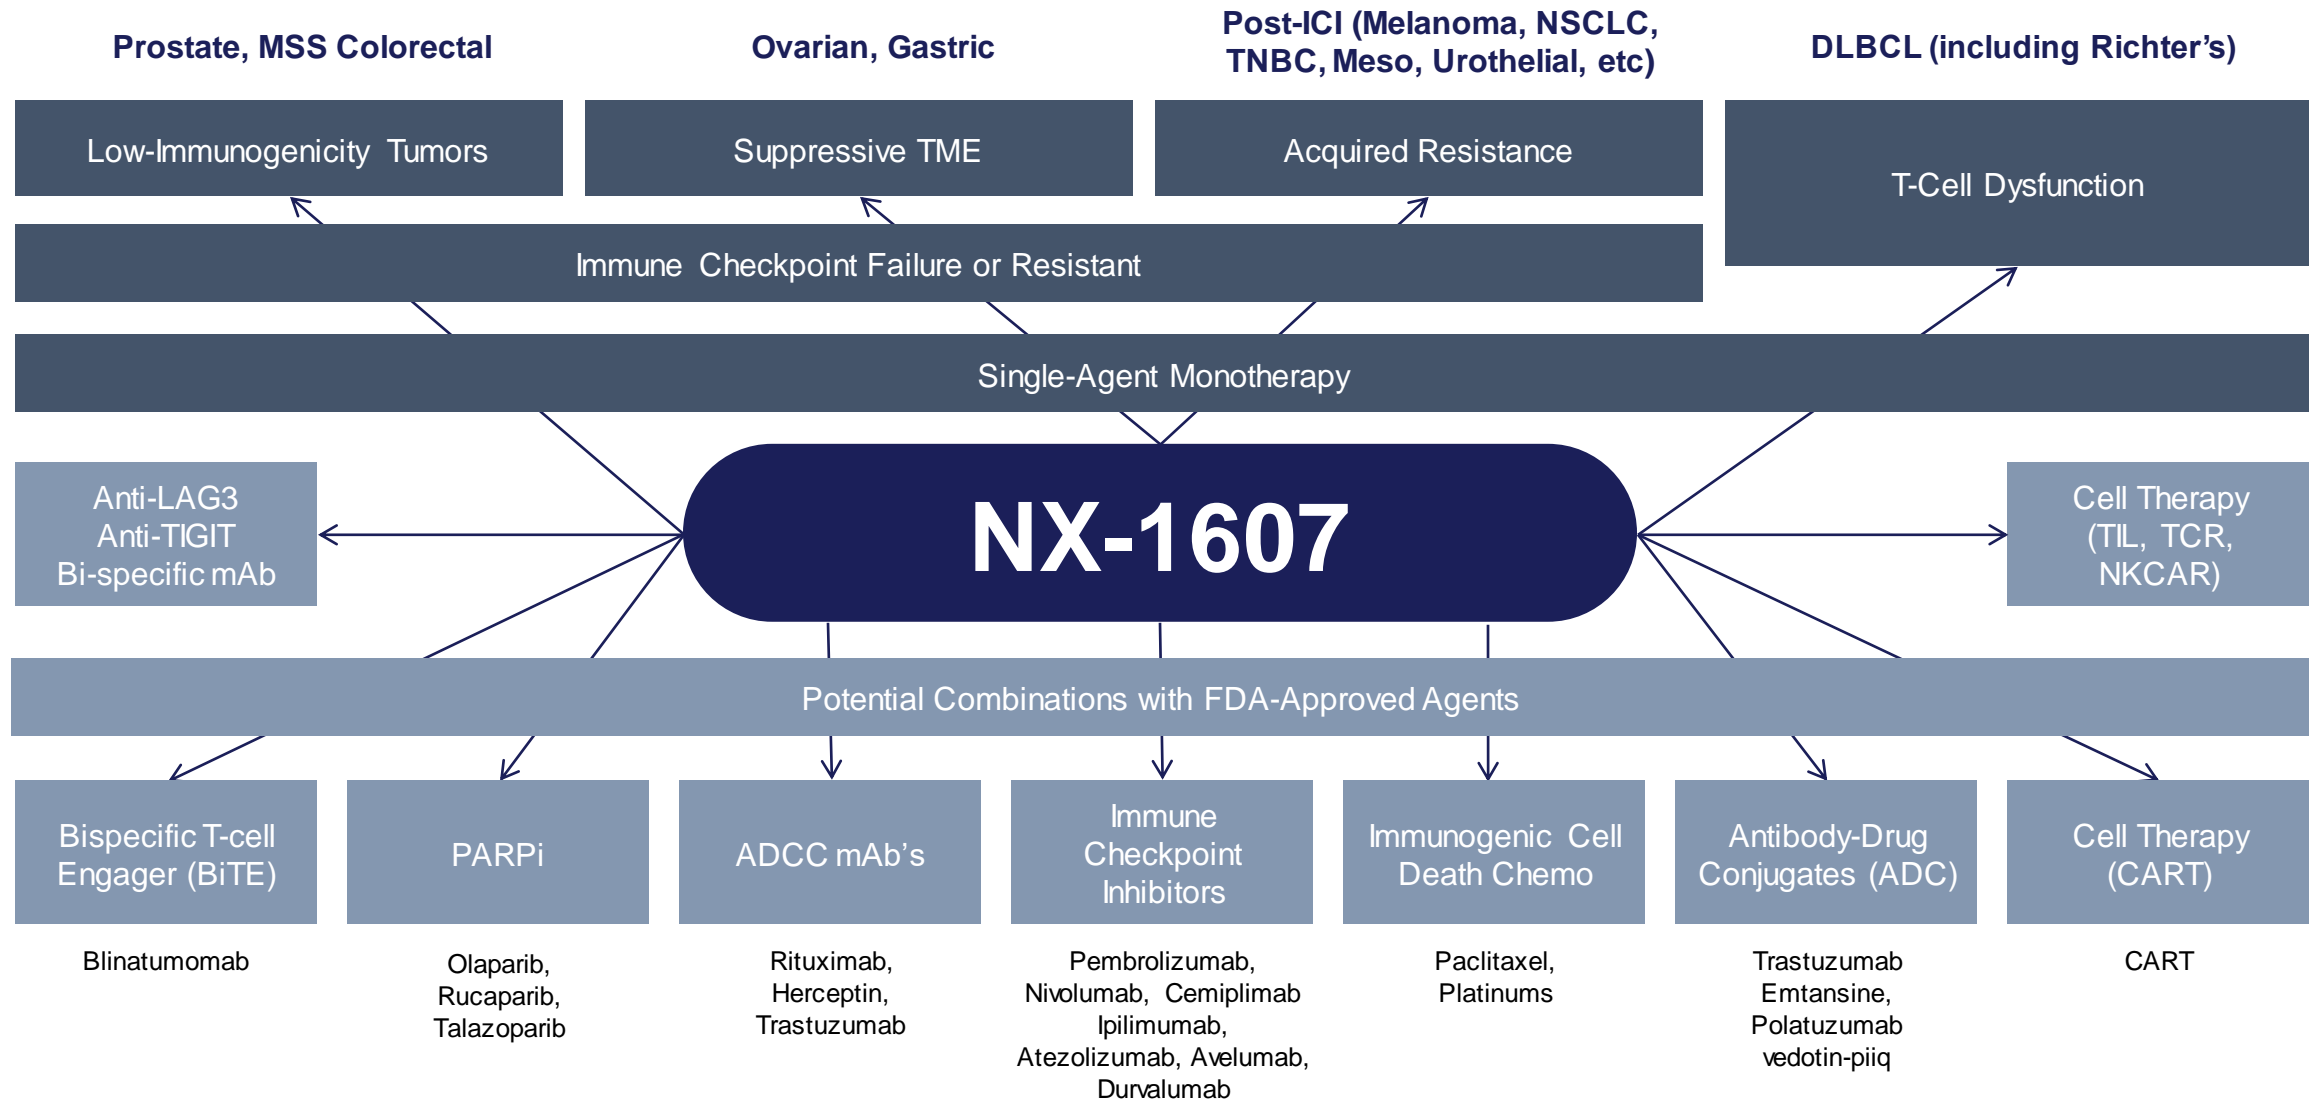 Prostate, MSS Colorectal
Ovarian, Gastric
Post-ICI (Melanoma, NSCLC,
TNBC, Meso, Urothelial, etc)
DLBCL (including Richter’s)
Low-Immunogenicity Tumors
Suppressive TME
Acquired Resistance
T-Cell Dysfunction
Immune Checkpoint Failure or Resistant
Single-Agent Monotherapy
Anti-LAG3
Anti-TIGIT
Bi-specific mAb
NX-1607
Cell Therapy
(TIL, TCR,
NKCAR)
Potential Combinations with FDA-Approved Agents
Bispecific T-cell
Engager (BiTE)
PARPi
ADCC mAb’s
Immune
Checkpoint
Inhibitors
Immunogenic Cell
Death Chemo
Antibody-Drug
Conjugates (ADC)
Cell Therapy
(CART)
Blinatumomab
Olaparib,
Rucaparib,
Talazoparib
Rituximab,
Herceptin,
Trastuzumab
Pembrolizumab,
Nivolumab, Cemiplimab
Ipilimumab,
Atezolizumab, Avelumab,
Durvalumab
Paclitaxel,
Platinums
Trastuzumab
Emtansine,
Polatuzumab
vedotin-piiq
CART